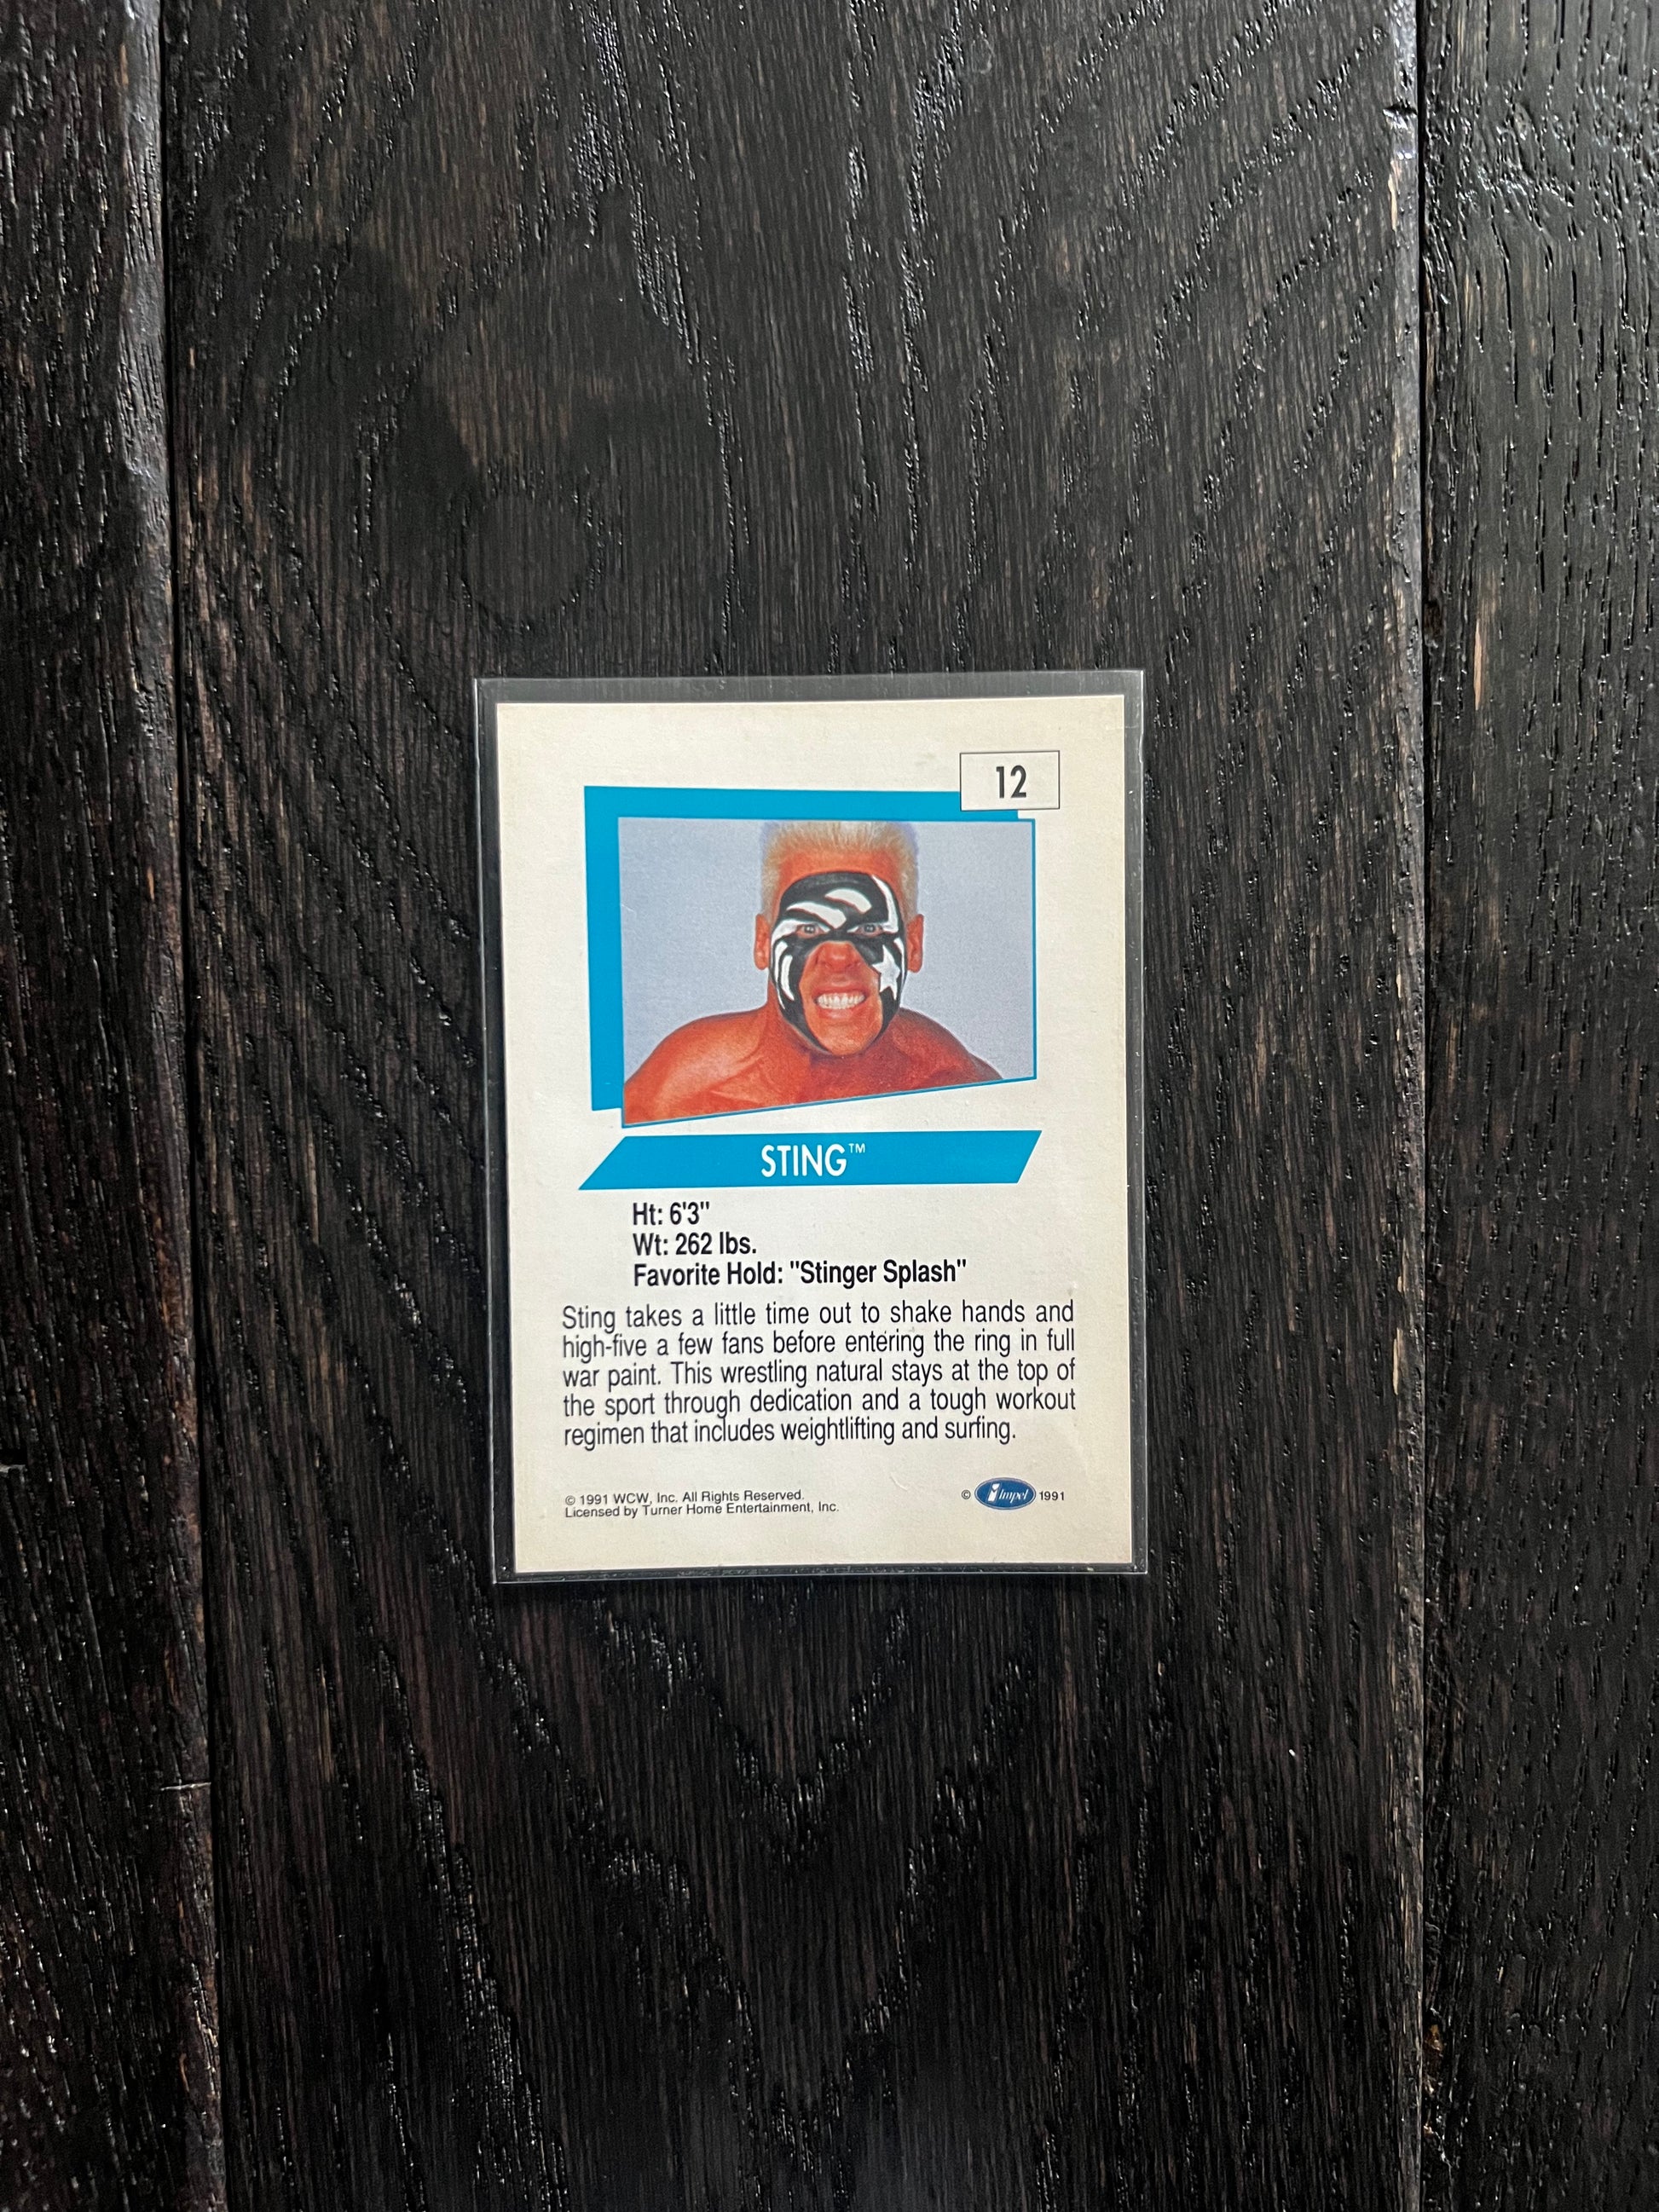 12
STING™
Ht: 6'3"
Wt: 262 lbs.
Favorite Hold: "Stinger Splash"
Sting takes a little time out to shake hands and
high-five a few fans before entering the ring in full
war paint. This wrestling natural stays at the top of
the sport through dedication and a tough workout
regimen that includes weightlifting and surfing.
© 1991 WCW, Inc. All Rights Reserved.
Licensed by Turner Home Entertainment, Inc.
© Impel 1991